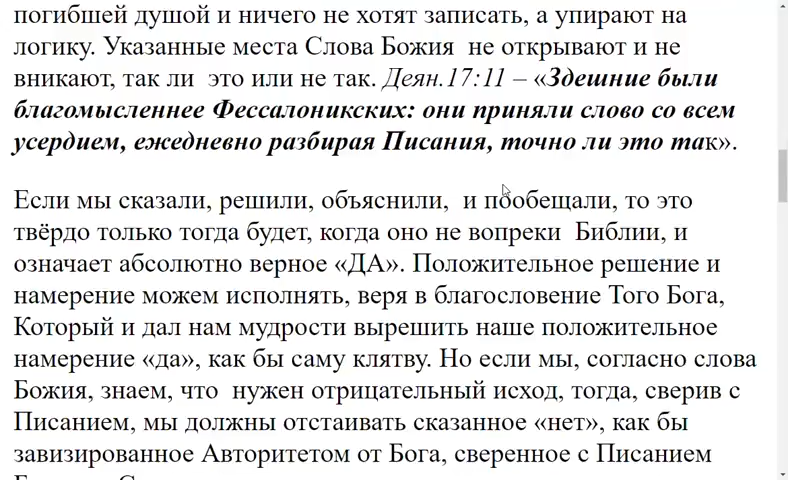 погибшей душой и ничего не хотят записать, а упирают на
логику. Указанные места Слова Божия  не открывают и не
вникают, так ли  это или не так. Деян.17:11 – «Здешние были
благомысленнее Фессалоникских: они приняли слово со всем
усердием, ежедневно разбирая Писания, точно ли это так».
Если мы сказали, решили, объяснили,  и пообещали, то это
твёрдо только тогда будет, когда оно не вопреки  Библии, и
означает абсолютно верное «ДА». Положительное решение и
намерение можем исполнять, веря в благословение Того Бога,
Который и дал нам мудрости вырешить наше положительное
намерение «да», как бы саму клятву. Но если мы, согласно слова
Божия, знаем, что  нужен отрицательный исход, тогда, сверив с
Писанием, мы должны отстаивать сказанное «нет», как бы
завизированное Авторитетом от Бога, сверенное с Писанием